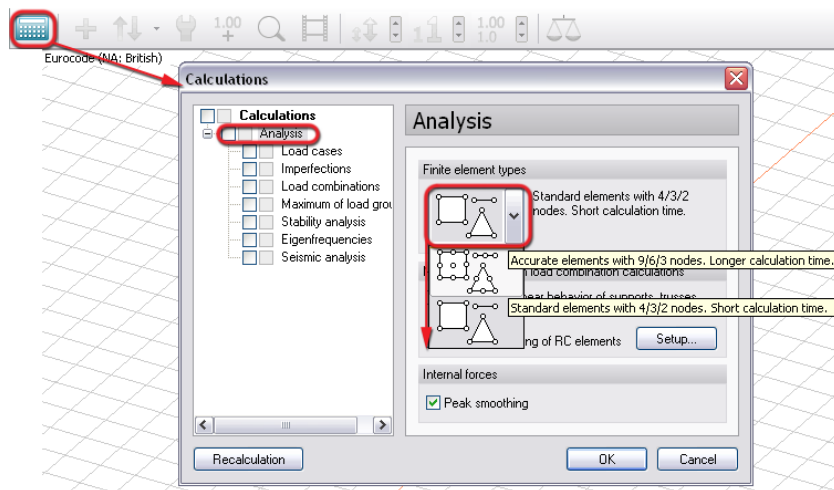 1.00
1.00
1.0
Eurocode (NA: British)
Calculations
Calculations
Analysis
Load cases
Imperfections
Load combinations
Maximum of load grou
Stability analysis
Eigenfrequencies
Seismic analysis
Recalculation
Analysis
Finite element types
Standard elements with 4/3/2
nodes. Short calculation time.
Accurate elements with 9/6/3 nodes. Longer calculation time.
load combination calculations
ear behavior of supports, trusses
Standard elements with 4/3/2 nodes. Short calculation time.
ng of RC elements
Setup...
Internal forces
Peak smoothing
OK
Cancel